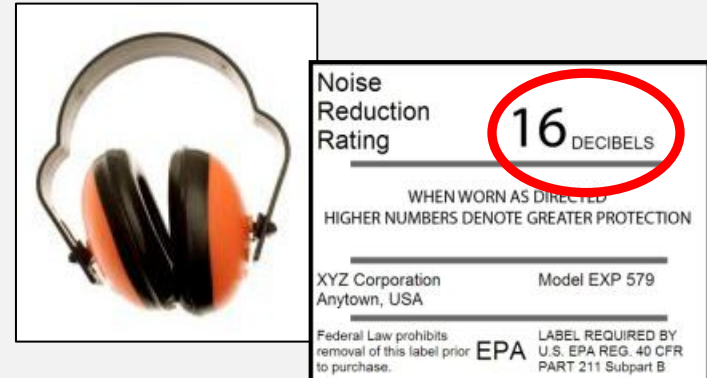 Noise
Reduction
Rating
16 DECIBELS
WHEN WORN AS DIRECTED
HIGHER NUMBERS DENOTE GREATER PROTECTION
XYZ Corporation
Anytown, USA
Model EXP 579
Federal Law prohibits
removal of this label prior
to purchase.
EPA
LABEL REQUIRED BY
U.S. EPA REG. 40 CFR
PART 211 Subpart B